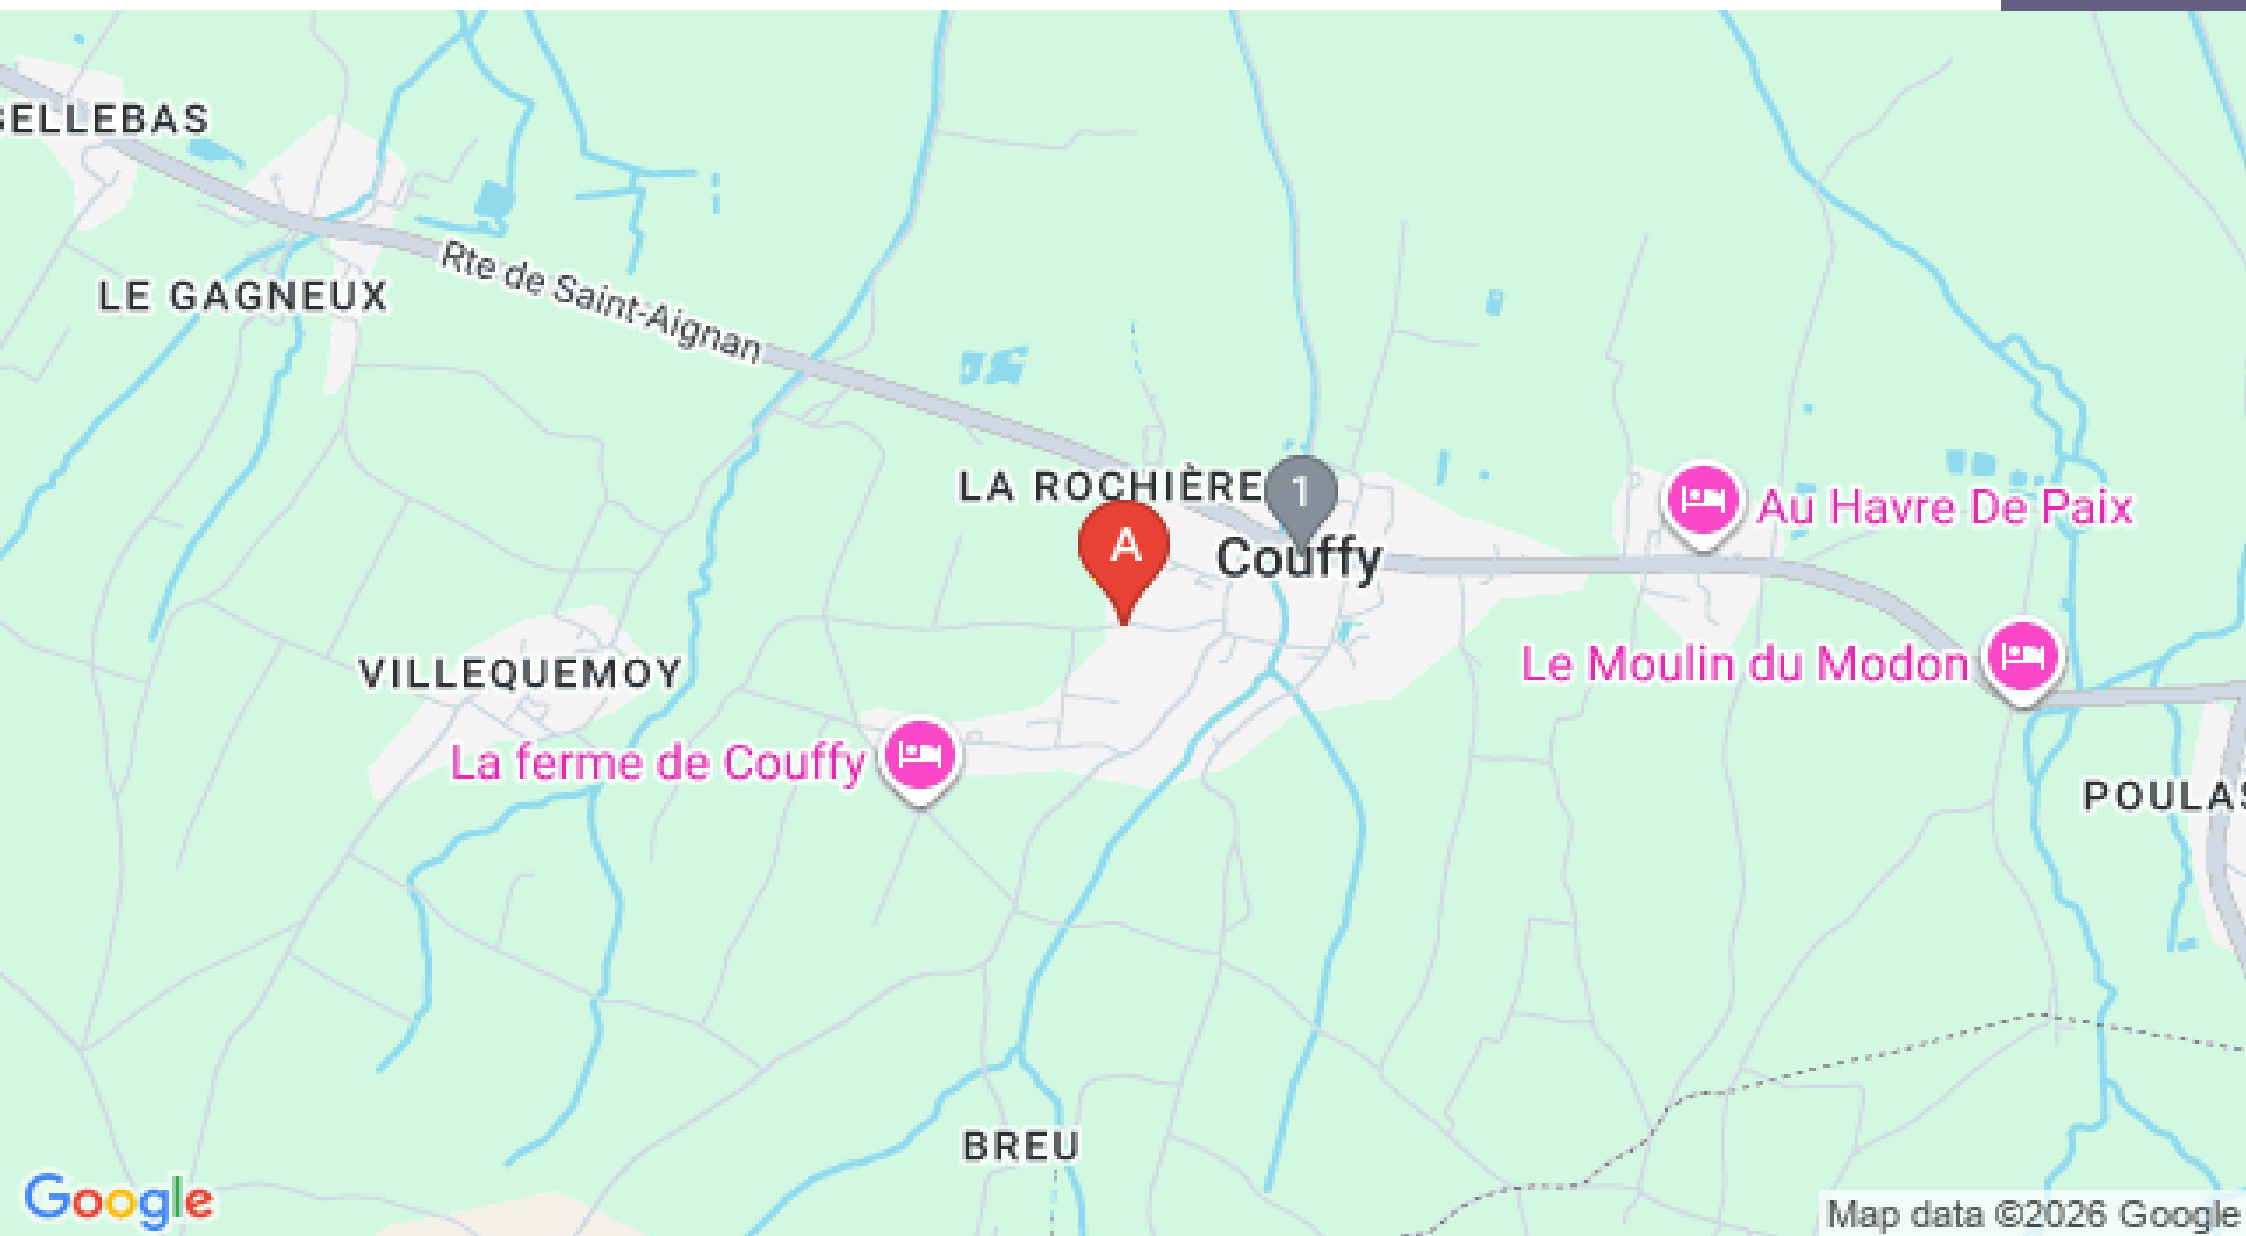 ELLEBAS
LE GAGNEUX
Rte de Saint-Aignan
LA ROCHIÈRE
1
A
Couffy
Au Havre De Paix
VILLEQUEMOY
Le Moulin du Modon
La ferme de Couffy
POULAS
BREU
Google
Map data ©2026 Google